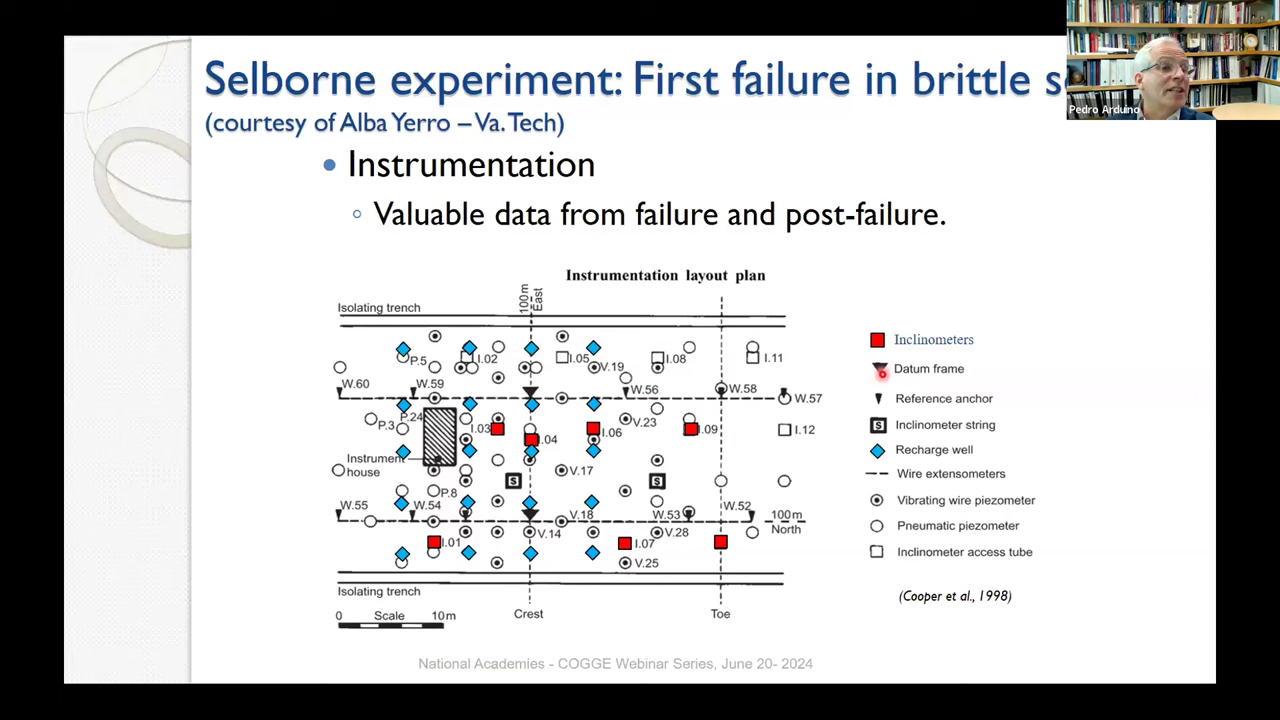 Selborne experiment: First failure in brittle
Pedro Arduino
(courtesy of Alba Yerro – Va. Tech)
• Instrumentation
◦ Valuable data from failure and post-failure.
Instrumentation layout plan
100m
East
Isolating trench
P.5
I.02
I.05
V.19
I.08
I.11
W.60
W.59
W.56
W.58
W.57
P.3
P.24
I.03
I.04
I.06
V.23
I.09
I.12
Instrument
house
S
S
V.17
P.8
W.55
W.54
V.18
W.53
W.52
100m
North
I.01
V.14
I.07
V.28
V.25
Isolating trench
0 Scale 10m
Crest
Toe
Inclinometers
Datum frame
Reference anchor
S Inclinometer string
Recharge well
Wire extensometers
Vibrating wire piezometer
Pneumatic piezometer
Inclinometer access tube
(Cooper et al., 1998)
National Academies - COGGE Webinar Series, June 20- 2024